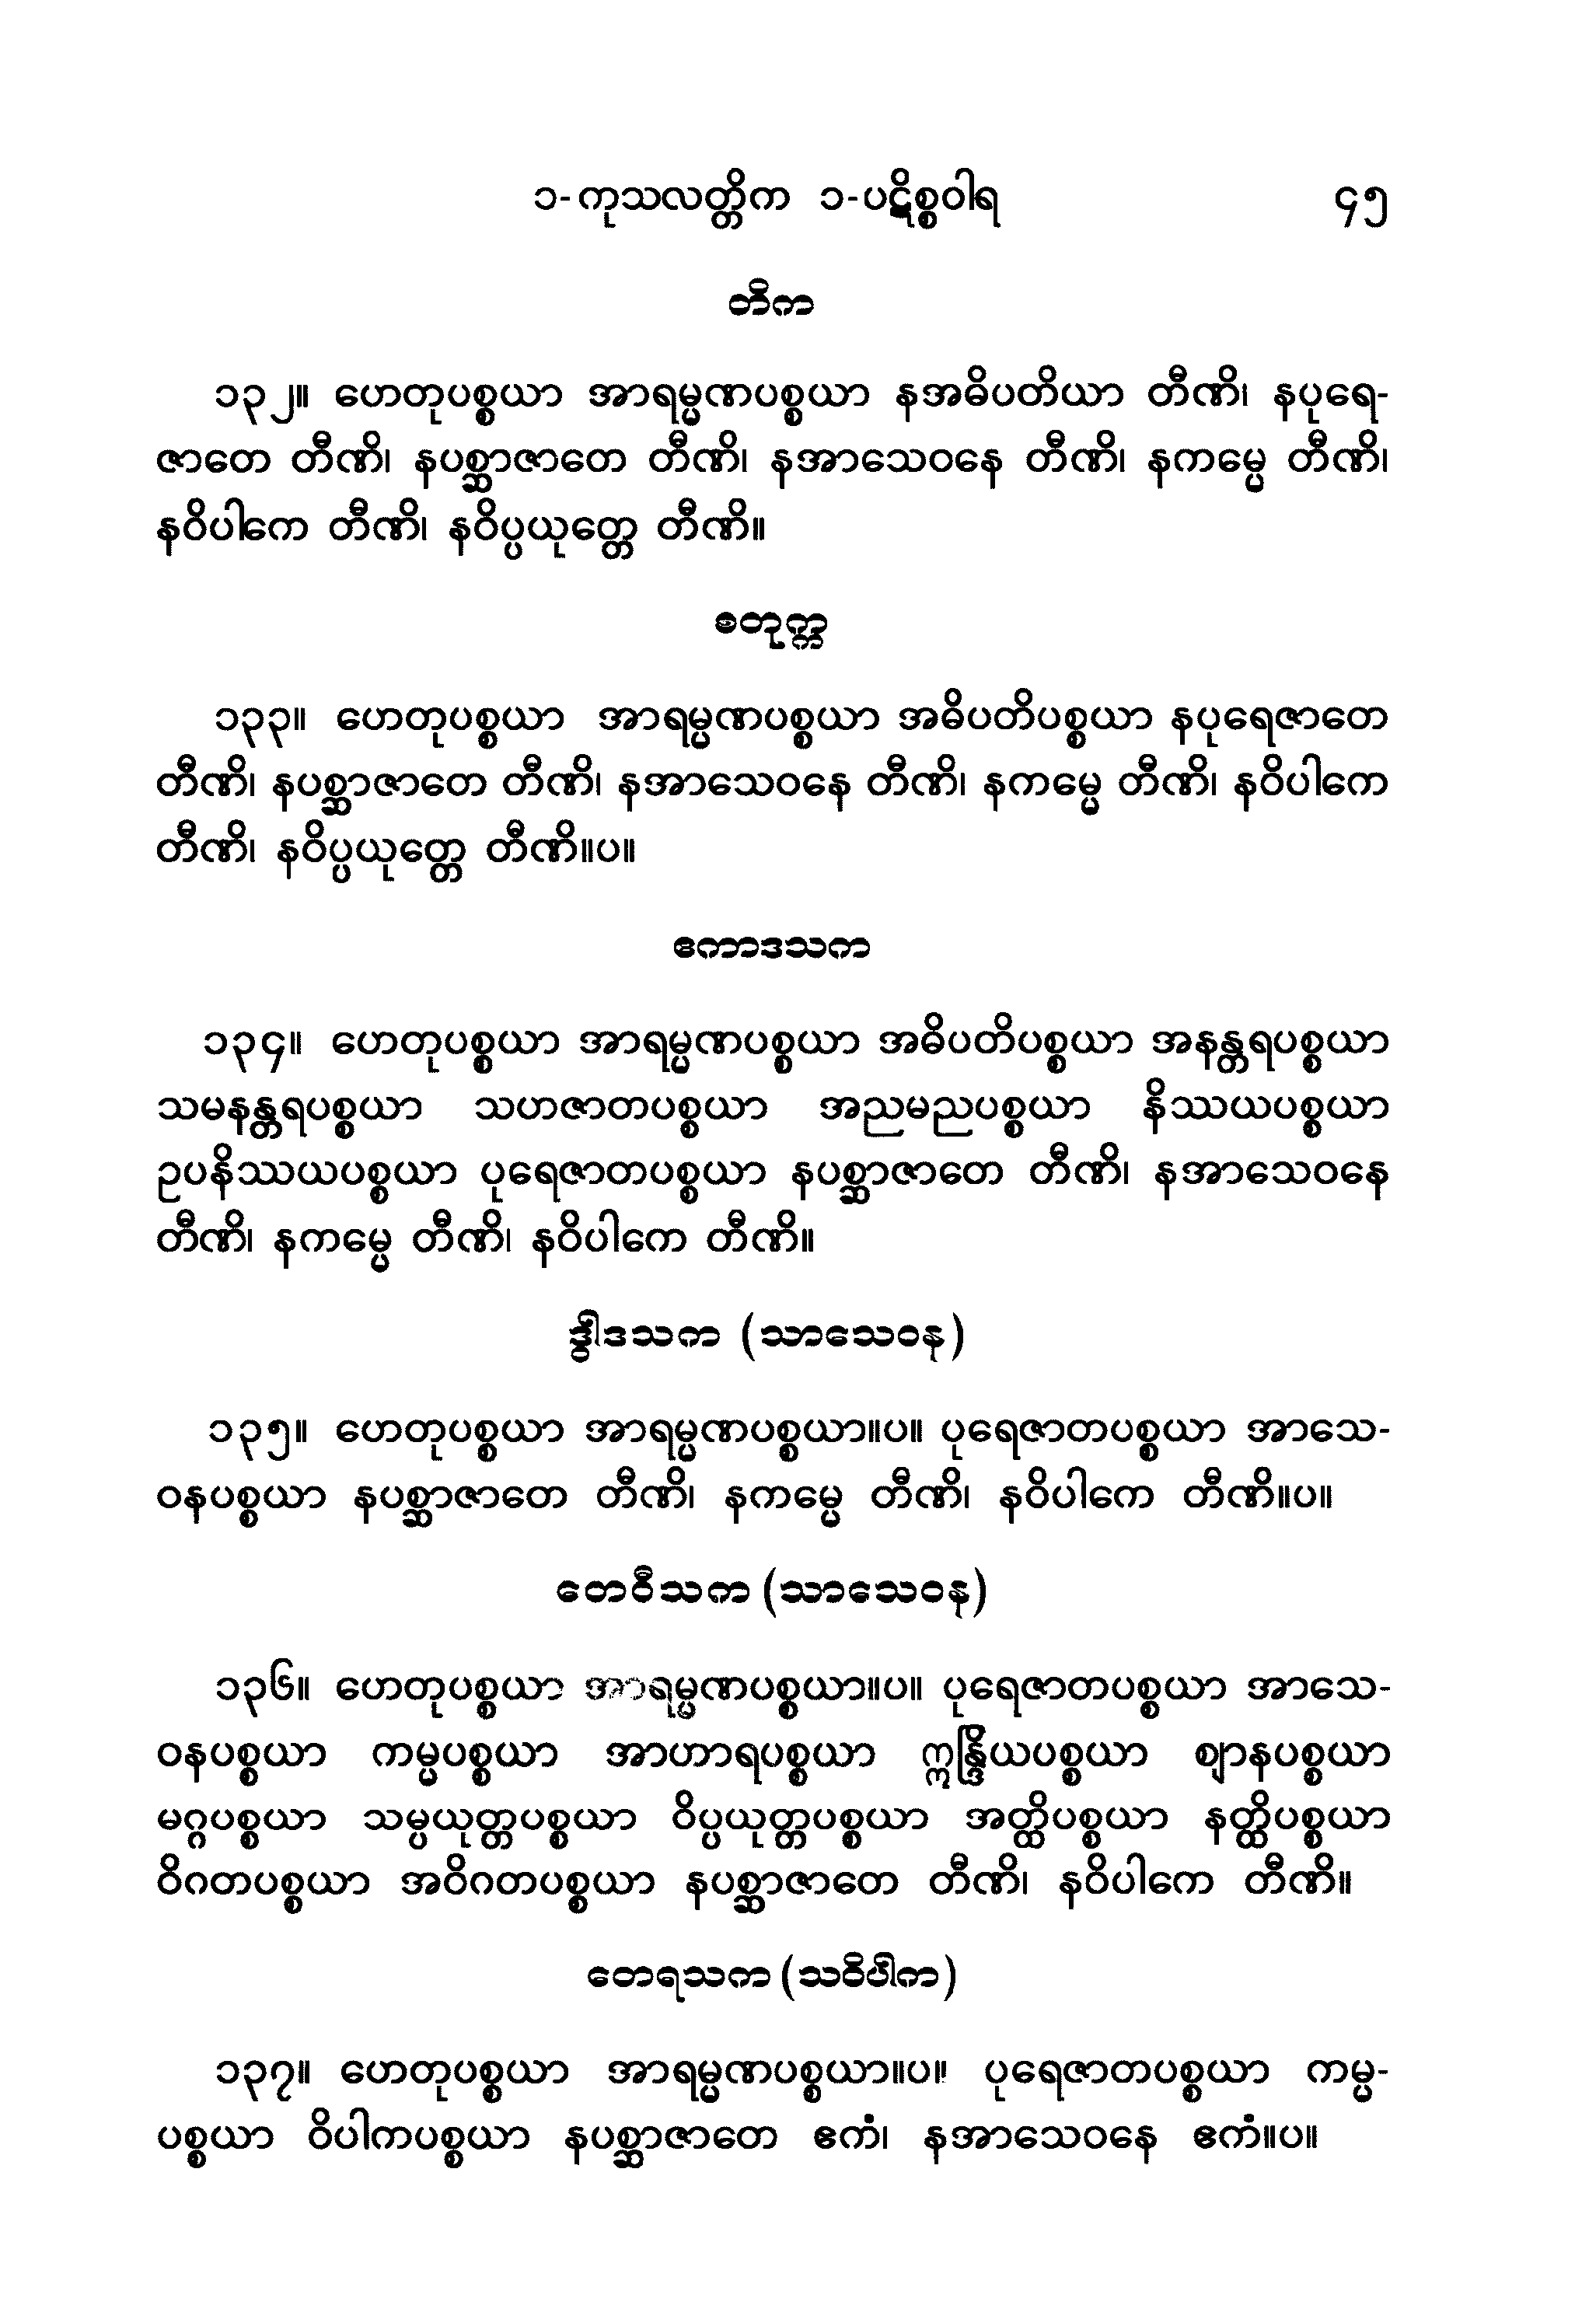 ၁-ကုသလတ္တိက ၁-ပဋိစ္စဝါရ ၄၅
တိက
၁၃၂။ ဟေတုပစ္စယာ အာရမ္မဏပစ္စယာ နအဓိပတိယာ တီဏိ၊ နပုရေ-
ဇာတေ တီဏိ၊ နပစ္ဆာဇာတေ တီဏိ၊ နအာသေဝနေ တီဏိ၊ နကမ္မေ တီဏိ၊
နဝိပါကေ တီဏိ၊ နဝိပ္ပယုတ္တေ တီဏိ။
စတုက္က
၁၃၃။ ဟေတုပစ္စယာ အာရမ္မဏပစ္စယာ အဓိပတိပစ္စယာ နပုရေဇာတေ
တီဏိ၊ နပစ္ဆာဇာတေ တီဏိ၊ နအာသေဝနေ တီဏိ၊ နကမ္မေ တီဏိ၊ နဝိပါကေ
တီဏိ၊ နဝိပ္ပယုတ္တေ တီဏိ။ပ။
ဧကာဒသက
၁၃၄။ ဟေတုပစ္စယာ အာရမ္မဏပစ္စယာ အဓိပတိပစ္စယာ အနန္တရပစ္စယာ
သမနန္တရပစ္စယာ သဟဇာတပစ္စယာ အညမညပစ္စယာ နိဿယပစ္စယာ
ဥပနိဿယပစ္စယာ ပုရေဇာတပစ္စယာ နပစ္ဆာဇာတေ တီဏိ၊ နအာသေဝနေ
တီဏိ၊ နကမ္မေ တီဏိ၊ နဝိပါကေ တီဏိ။
ဒွါဒသက (သာသေဝန)
၁၃၅။ ဟေတုပစ္စယာ အာရမ္မဏပစ္စယာ။ပ။ ပုရေဇာတပစ္စယာ အာသေ-
ဝနပစ္စယာ နပစ္ဆာဇာတေ တီဏိ၊ နကမ္မေ တီဏိ၊ နဝိပါကေ တီဏိ။ပ။
တေဝီသက (သာသေဝန)
၁၃၆။ ဟေတုပစ္စယာ အာရမ္မဏပစ္စယာ။ပ။ ပုရေဇာတပစ္စယာ အာသေ-
ဝနပစ္စယာ ကမ္မပစ္စယာ အာဟာရပစ္စယာ ဣန္ဒြိယပစ္စယာ ဈာနပစ္စယာ
မဂ္ဂပစ္စယာ သမ္ပယုတ္တပစ္စယာ ဝိပ္ပယုတ္တပစ္စယာ အတ္ထိပစ္စယာ နတ္ထိပစ္စယာ
ဝိဂတပစ္စယာ အဝိဂတပစ္စယာ နပစ္ဆာဇာတေ တီဏိ၊ နဝိပါကေ တီဏိ။
တေရသက (သဝိပါက)
၁၃၇။ ဟေတုပစ္စယာ အာရမ္မဏပစ္စယာ။ပ။ ပုရေဇာတပစ္စယာ ကမ္မ-
ပစ္စယာ ဝိပါကပစ္စယာ နပစ္ဆာဇာတေ ဧကံ၊ နအာသေဝနေ ဧကံ။ပ။